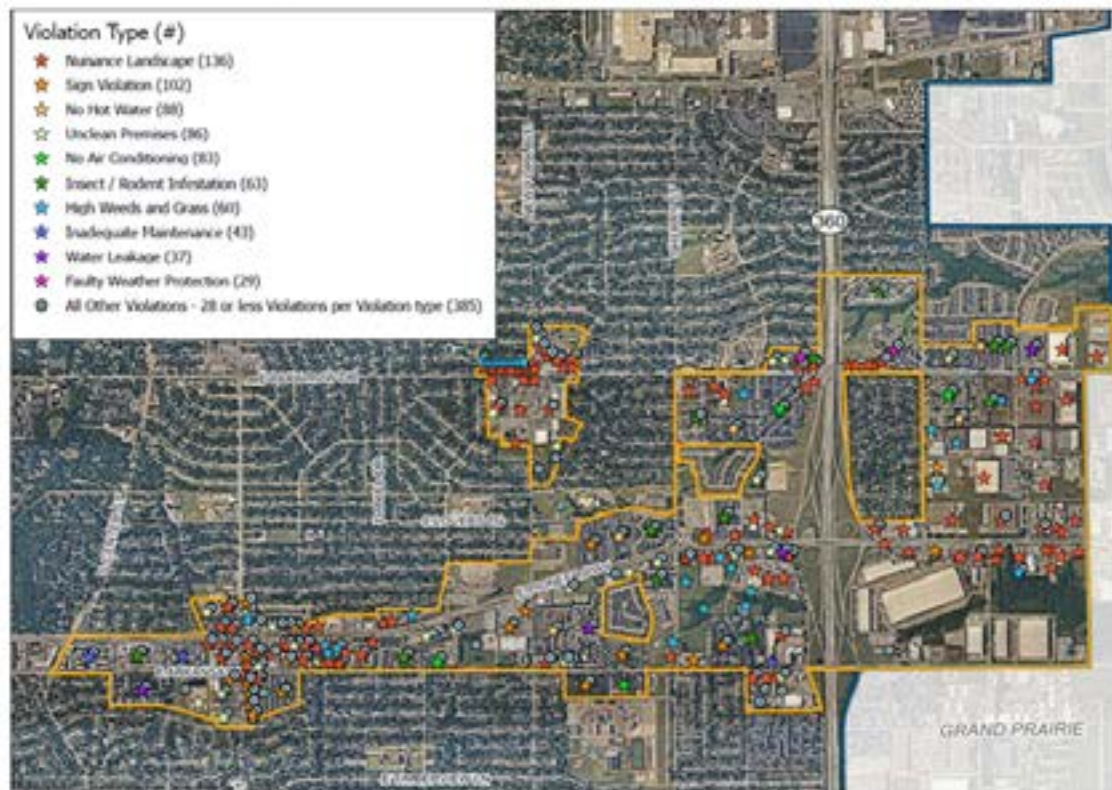 Violation Type (#)
Nuisance Landscape (136)
Sign Violation (102)
No Hot Water (88)
Unclean Premises (86)
No Air Conditioning (83)
Insect / Rodent Infestation (63)
High Weeds and Grass (60)
Inadequate Maintenance (43)
Water Leakage (37)
Faulty Weather Protection (29)
All Other Violations - 28 or less Violations per Violation type (385)
360
GRAND PRAIRIE